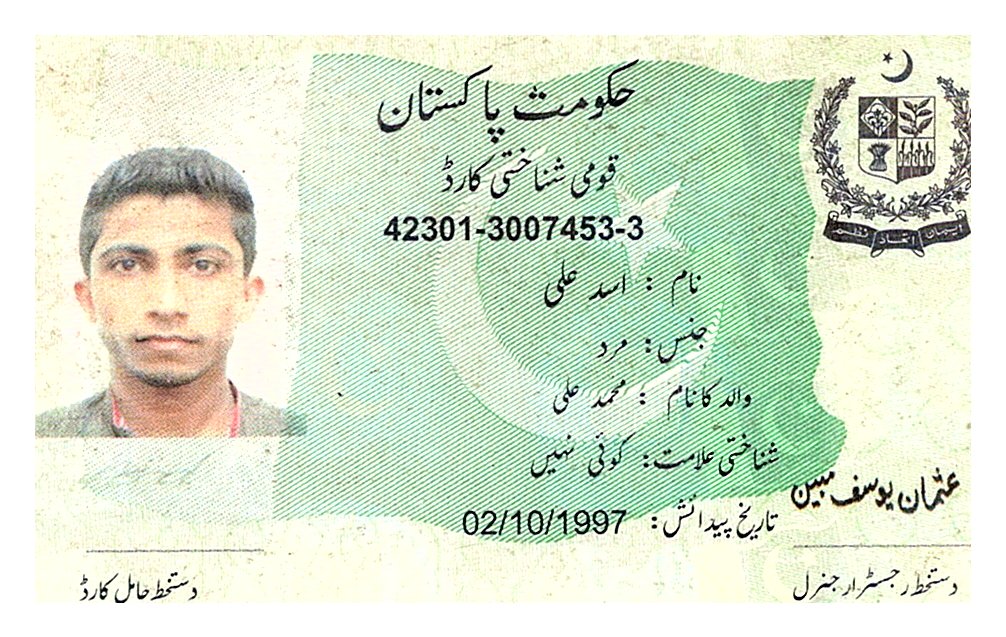 حکومت پاکستان
قومی شناختی کارڈ
42301-3007453-3
نام : اسد علی
جنس: مرد
والد کا نام : محمد علی
شناختی علامت: کوئی نہیں
تاریخ پیدائش: 02/10/1997
ایمان اتحاد نظم
عثمان یوسف مبین
دستخط حامل کارڈ
دستخط رجسٹرار جنرل